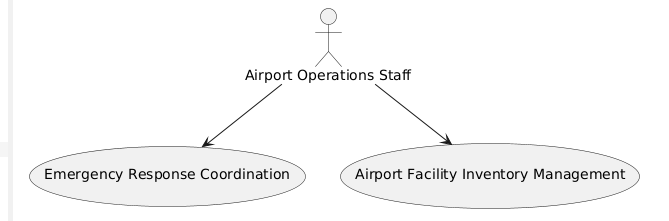 Airport Operations Staff
Emergency Response Coordination
Airport Facility Inventory Management